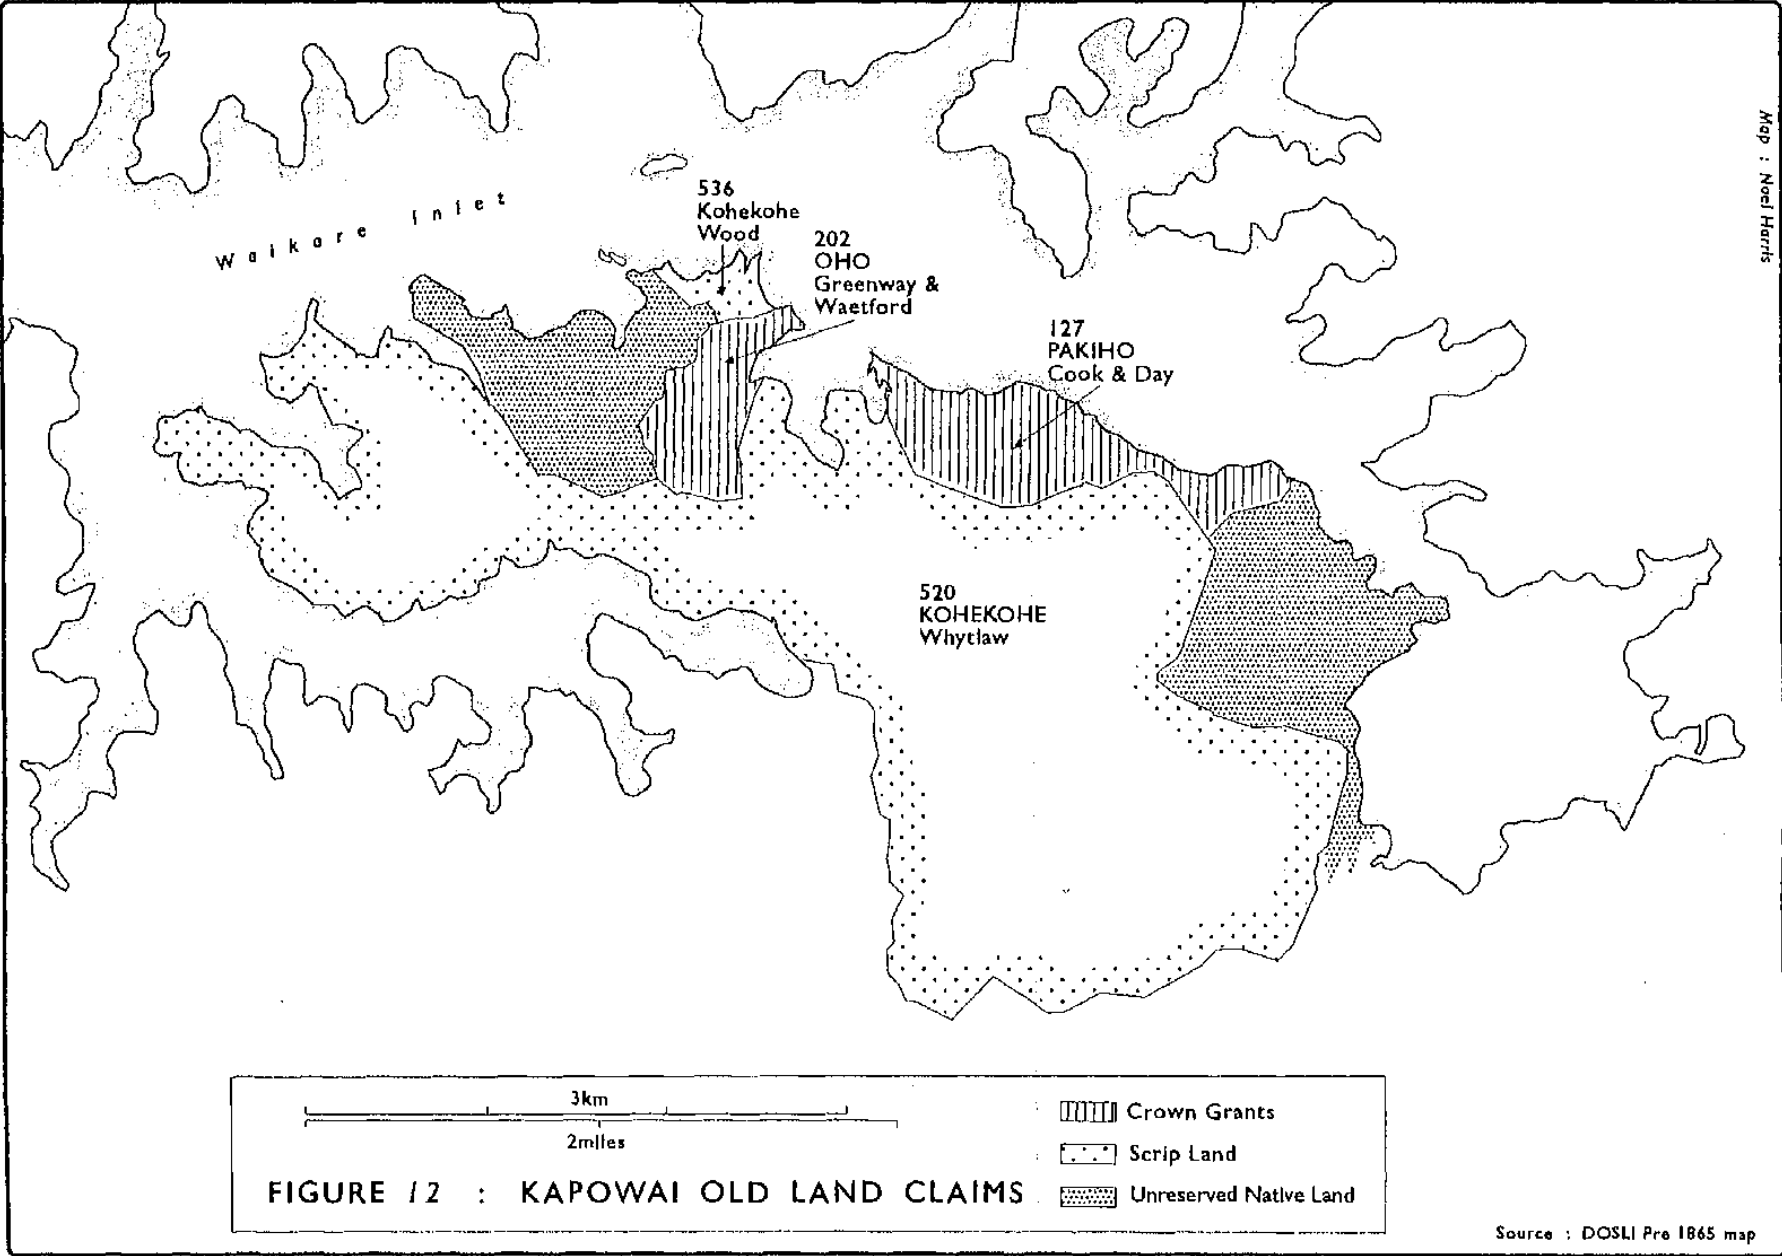 Map : Noel Harris
Waikare Inlet
536
Kohekohe
Wood
202
OHO
Greenway &
Waetford
127
PAKIHO
Cook & Day
520
KOHEKOHE
Whytlaw
3km
2miles
Crown Grants
Scrip Land
Unreserved Native Land
FIGURE 12 : KAPOWAI OLD LAND CLAIMS
Source : DOSLI Pre 1865 map